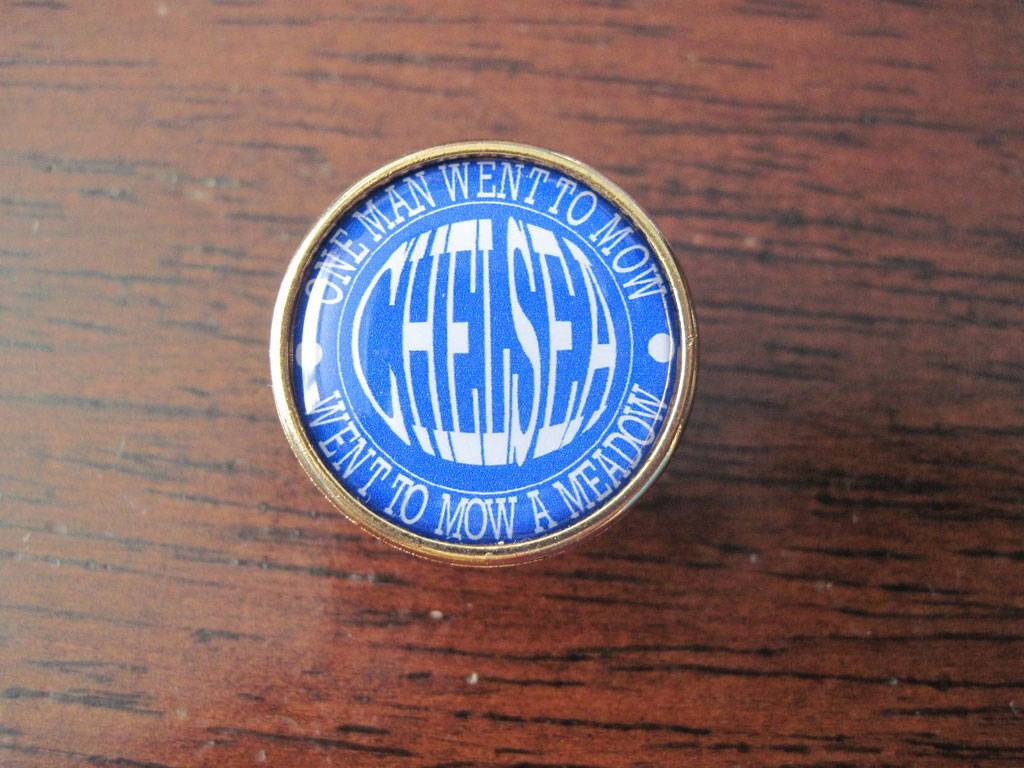 ONE MAN WENT TO MOW
CHELSEA
WENT TO MOW A MEADOW